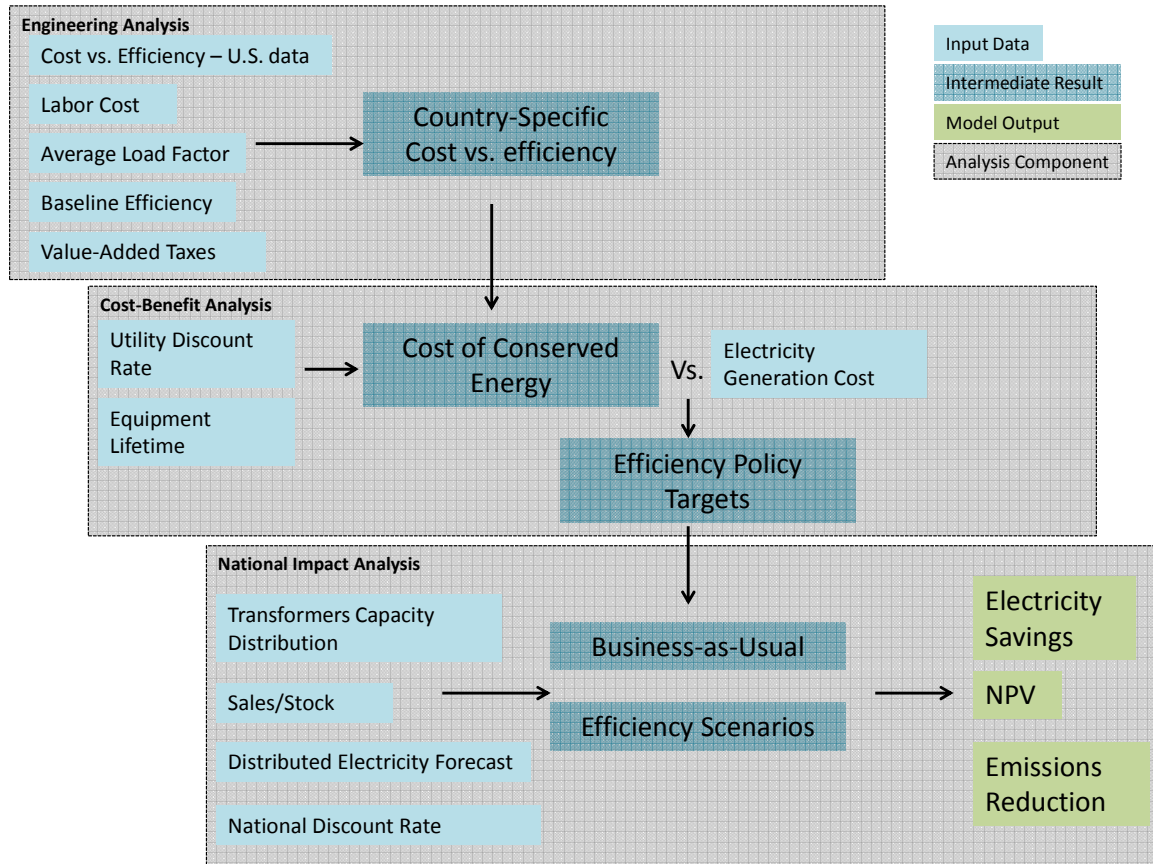 Engineering Analysis
Cost vs. Efficiency – U.S. data
Labor Cost
Average Load Factor
Baseline Efficiency
Value-Added Taxes
Country-Specific
Cost vs. efficiency
Input Data
Intermediate Result
Model Output
Analysis Component
Cost-Benefit Analysis
Utility Discount
Rate
Equipment
Lifetime
Cost of Conserved
Energy
Vs.
Electricity
Generation Cost
Efficiency Policy
Targets
National Impact Analysis
Transformers Capacity
Distribution
Sales/Stock
Distributed Electricity Forecast
National Discount Rate
Business-as-Usual
Efficiency Scenarios
Electricity
Savings
NPV
Emissions
Reduction